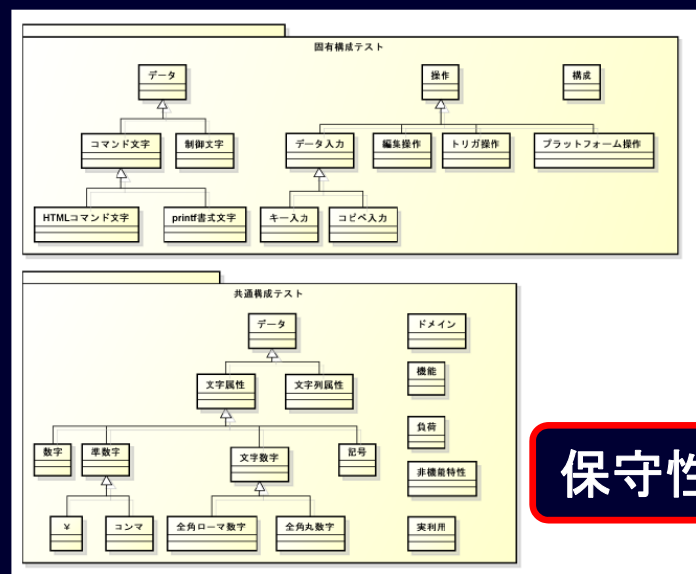 固有構成テスト
データ
操作
構成
コマンド文字
制御文字
データ入力
編集操作
トリガ操作
プラットフォーム操作
HTMLコマンド文字
printf書式文字
キー入力
コピペ入力
共通構成テスト
データ
ドメイン
文字属性
文字列属性
機能
負荷
数字
準数字
文字数字
記号
非機能特性
¥
コンマ
全角ローマ数字
全角丸数字
実利用
保守性